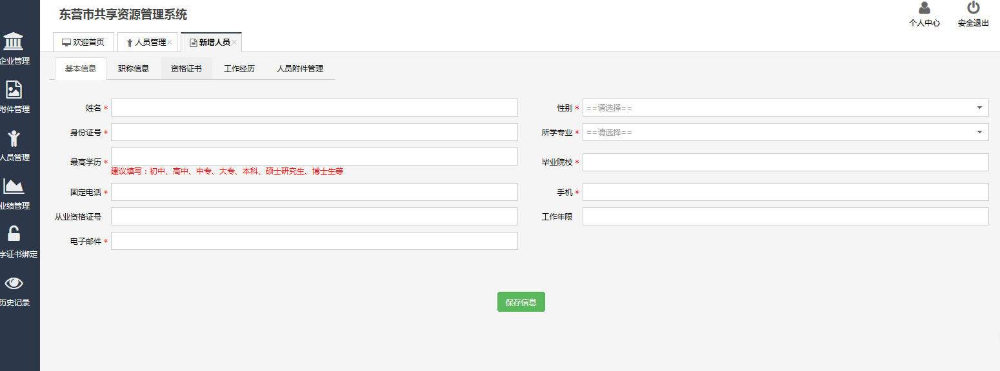 东营市共享资源管理系统
个人中心 安全退出
欢迎首页 人员管理 新增人员
企业管理
附件管理
人员管理
业绩管理
字证书绑定
历史记录
基本信息 职称信息 资格证书 工作经历 人员附件管理
姓名 * 性别 * ==请选择==
身份证号 * 所学专业 * ==请选择==
最高学历 * 毕业院校 *
建议填写：初中、高中、中专、大专、本科、硕士研究生、博士生等
固定电话 * 手机 *
从业资格证号 工作年限
电子邮件 *
保存信息